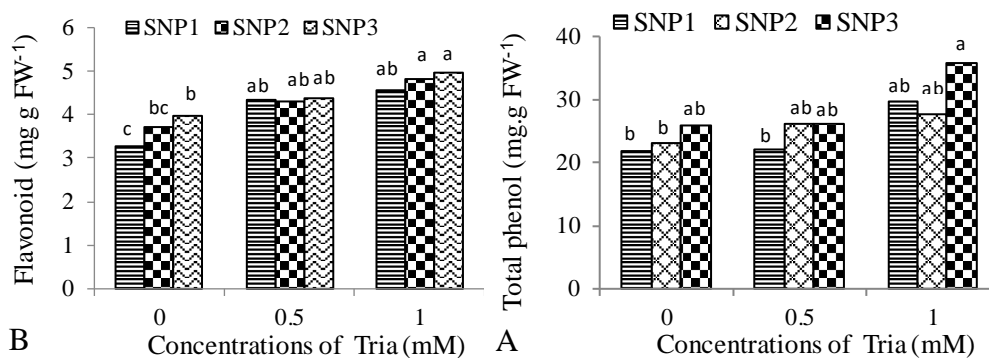 SNP1 SNP2 SNP3
Flavonoid (mg g FW⁻¹)
6
5
4
3
2
1
0
c bc b ab ab ab ab a a
0 0.5 1
Concentrations of Tria (mM)
B
SNP1 SNP2 SNP3
Total phenol (mg.g FW⁻¹)
40
30
20
10
0
b b ab b ab ab ab ab a
0 0.5 1
Concentrations of Tria (mM)
A